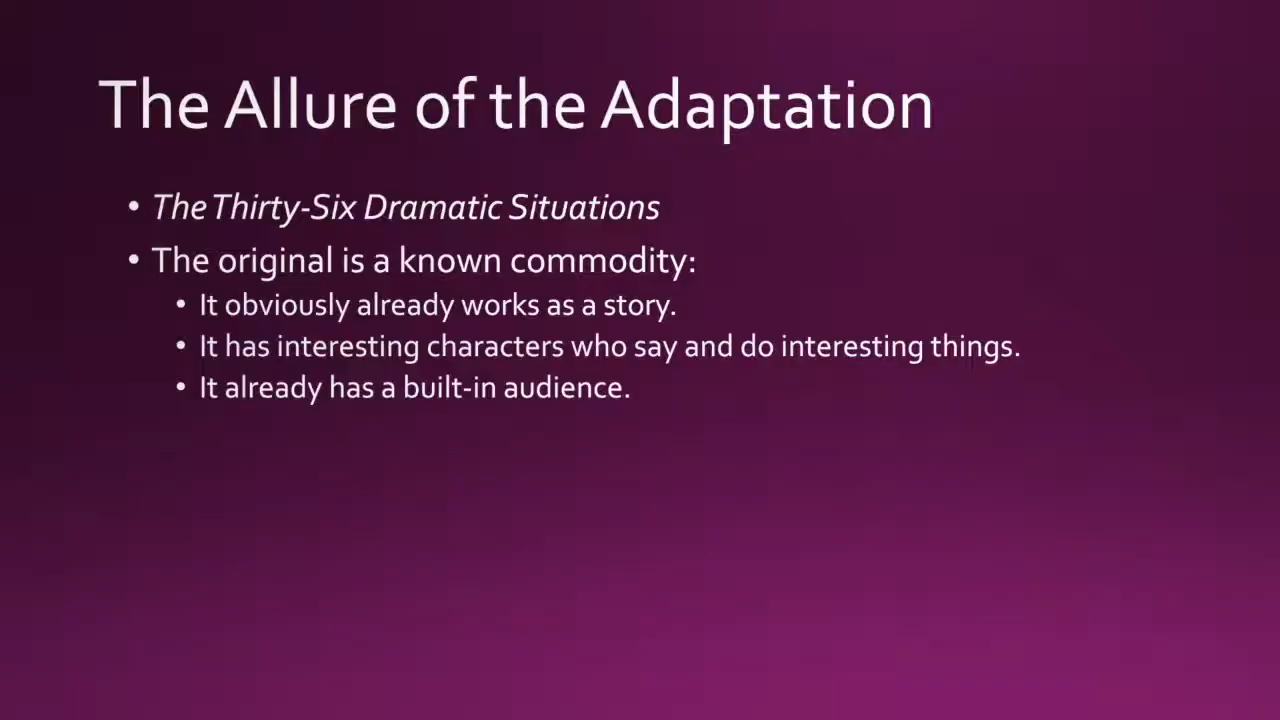 The Allure of the Adaptation
• The Thirty-Six Dramatic Situations
• The original is a known commodity:
• It obviously already works as a story.
• It has interesting characters who say and do interesting things.
• It already has a built-in audience.